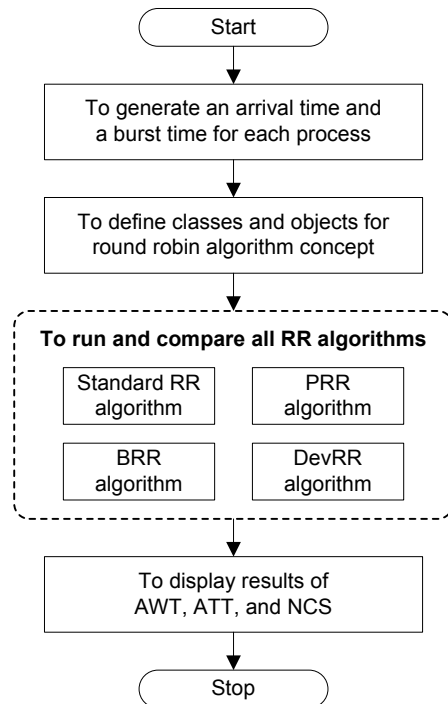 Start
To generate an arrival time and
a burst time for each process
To define classes and objects for
round robin algorithm concept
To run and compare all RR algorithms
Standard RR
algorithm
PRR
algorithm
BRR
algorithm
DevRR
algorithm
To display results of
AWT, ATT, and NCS
Stop